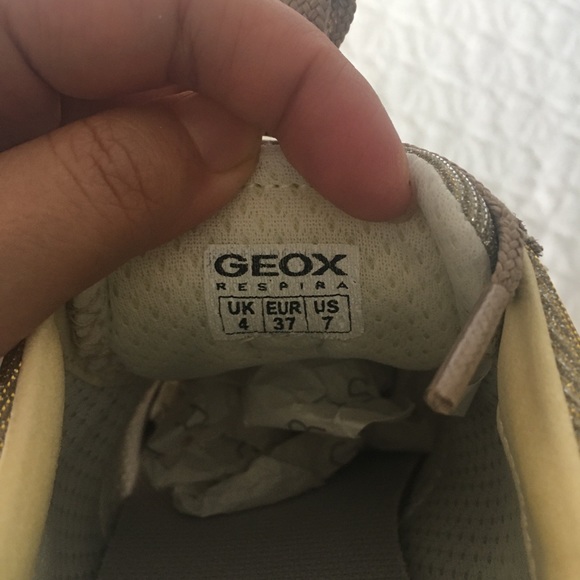 GEOX
RESPIRA
UK EUR US
4 37 7